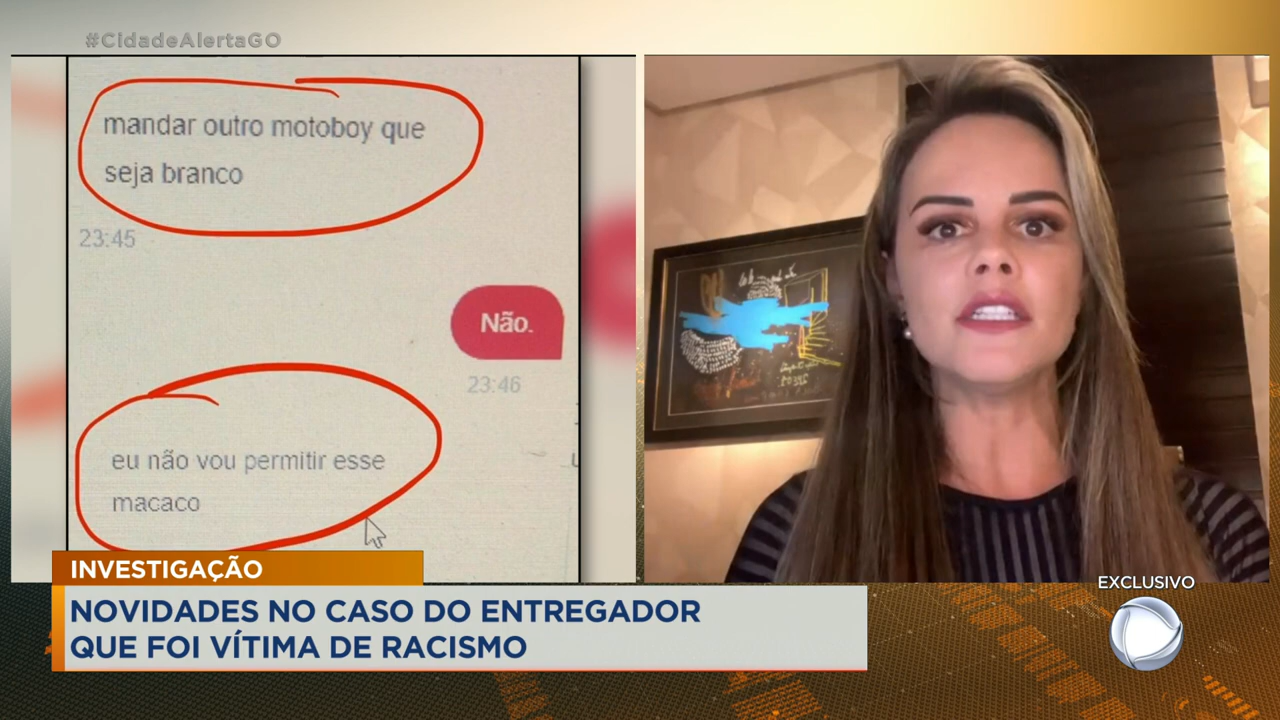 #CidadeAlertaGO
mandar outro motoboy que
seja branco
23:45
Não.
23:46
eu não vou permitir esse
macaco
INVESTIGAÇÃO
NOVIDADES NO CASO DO ENTREGADOR
QUE FOI VÍTIMA DE RACISMO
EXCLUSIVO